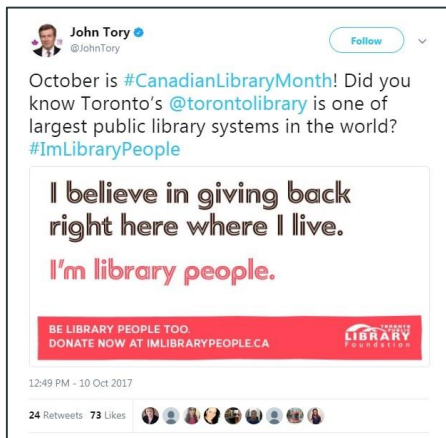 John Tory
@JohnTory
Follow
October is #CanadianLibraryMonth! Did you
know Toronto's @torontolibrary is one of
largest public library systems in the world?
#ImLibraryPeople
I believe in giving back
right here where I live.
I'm library people.
BE LIBRARY PEOPLE TOO.
DONATE NOW AT IMLIBRARYPEOPLE.CA
TORONTO
PUBLIC
LIBRARY
Foundation
12:49 PM - 10 Oct 2017
24 Retweets 73 Likes